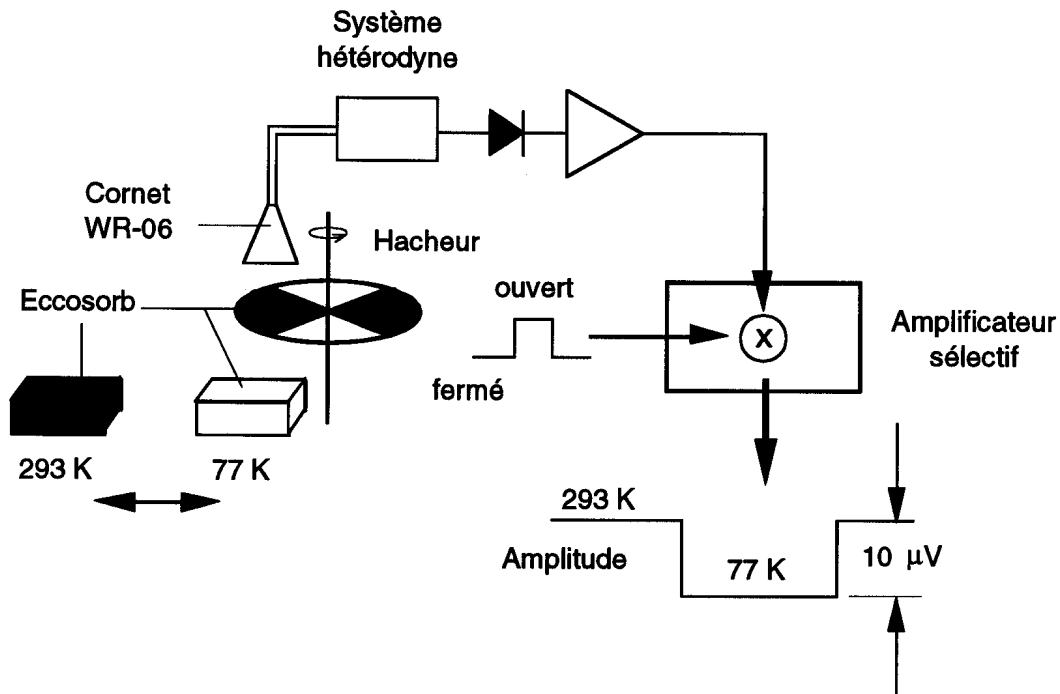 Système
hétérodyne
Cornet
WR-06
Hacheur
Eccosorb
ouvert
fermé
X
Amplificateur
sélectif
293 K
77 K
293 K
Amplitude
77 K
10 µV